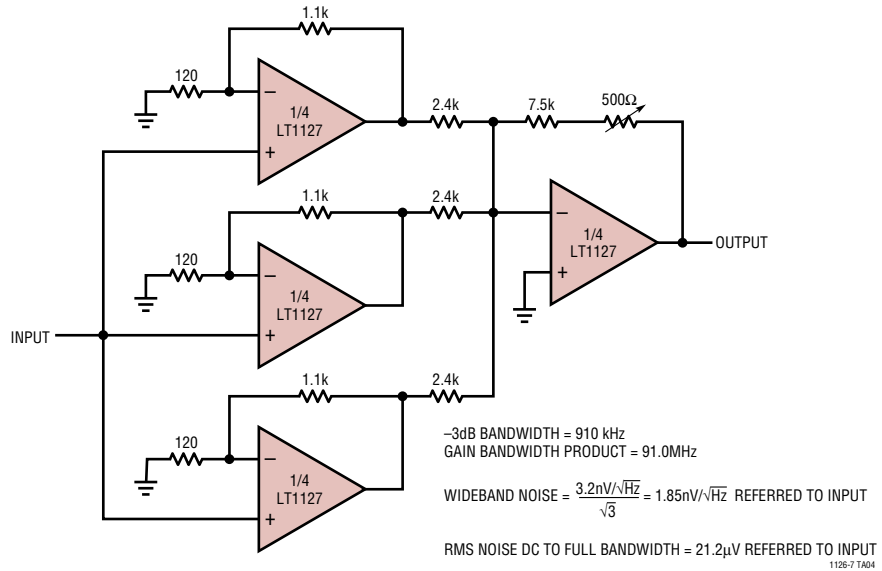 1.1k
120
–
1/4
LT1127
+
2.4k
7.5k
500Ω
1.1k
120
–
1/4
LT1127
+
2.4k
–
1/4
LT1127
+
OUTPUT
INPUT
1.1k
120
–
1/4
LT1127
+
2.4k
–3dB BANDWIDTH = 910 kHz
GAIN BANDWIDTH PRODUCT = 91.0MHz
WIDEBAND NOISE = 3.2nV/√Hz / √3 = 1.85nV/√Hz REFERRED TO INPUT
RMS NOISE DC TO FULL BANDWIDTH = 21.2µV REFERRED TO INPUT
1126-7 TA04